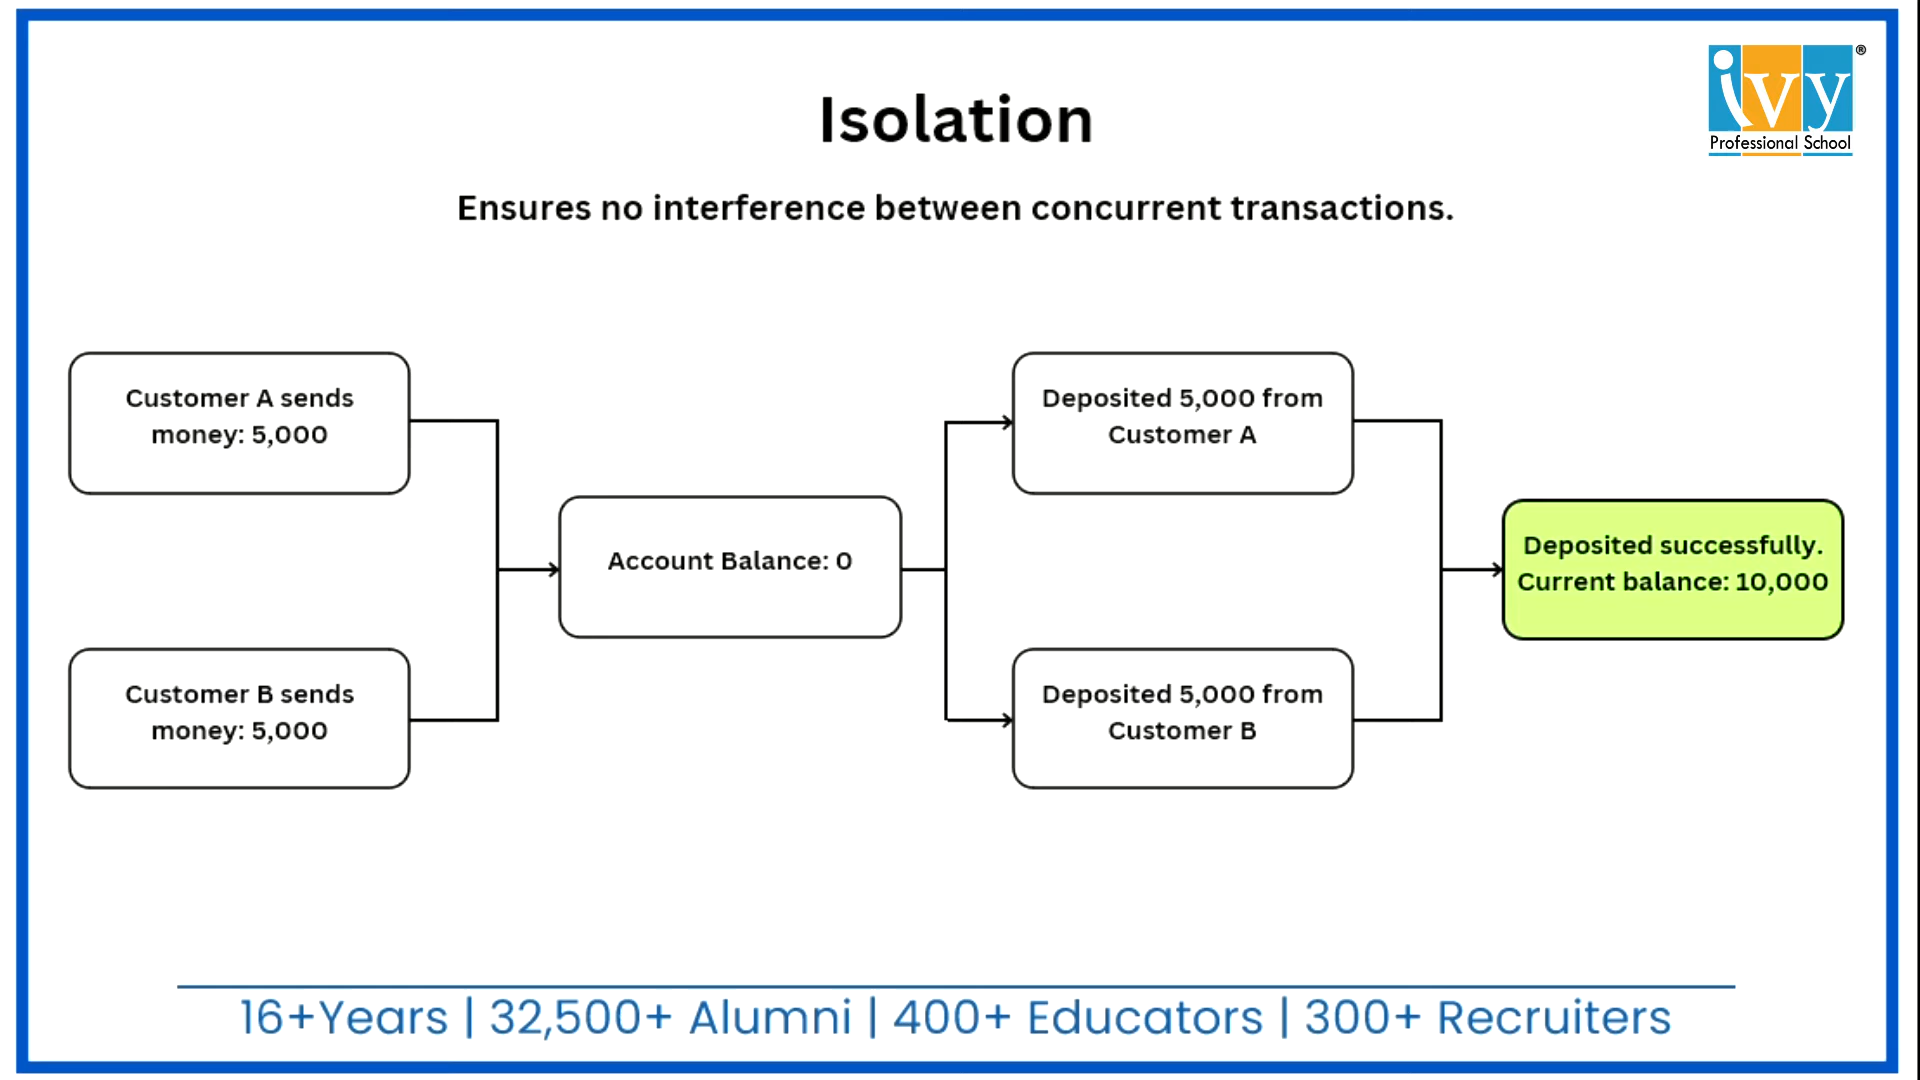 ivy
®
Professional School
Isolation
Ensures no interference between concurrent transactions.
Customer A sends
money: 5,000
Customer B sends
money: 5,000
Account Balance: 0
Deposited 5,000 from
Customer A
Deposited 5,000 from
Customer B
Deposited successfully.
Current balance: 10,000
16+Years | 32,500+ Alumni | 400+ Educators | 300+ Recruiters